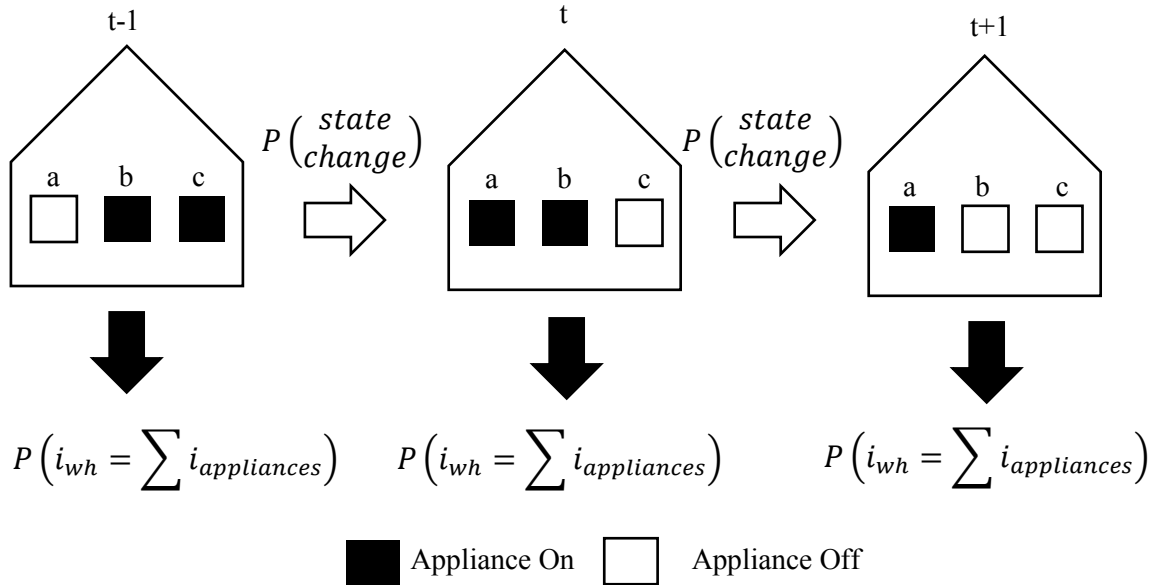 t-1
t
t+1
P(state change)
P(state change)
a b c
a b c
a b c
P(i_wh = ∑ i_appliances)
P(i_wh = ∑ i_appliances)
P(i_wh = ∑ i_appliances)
Appliance On
Appliance Off